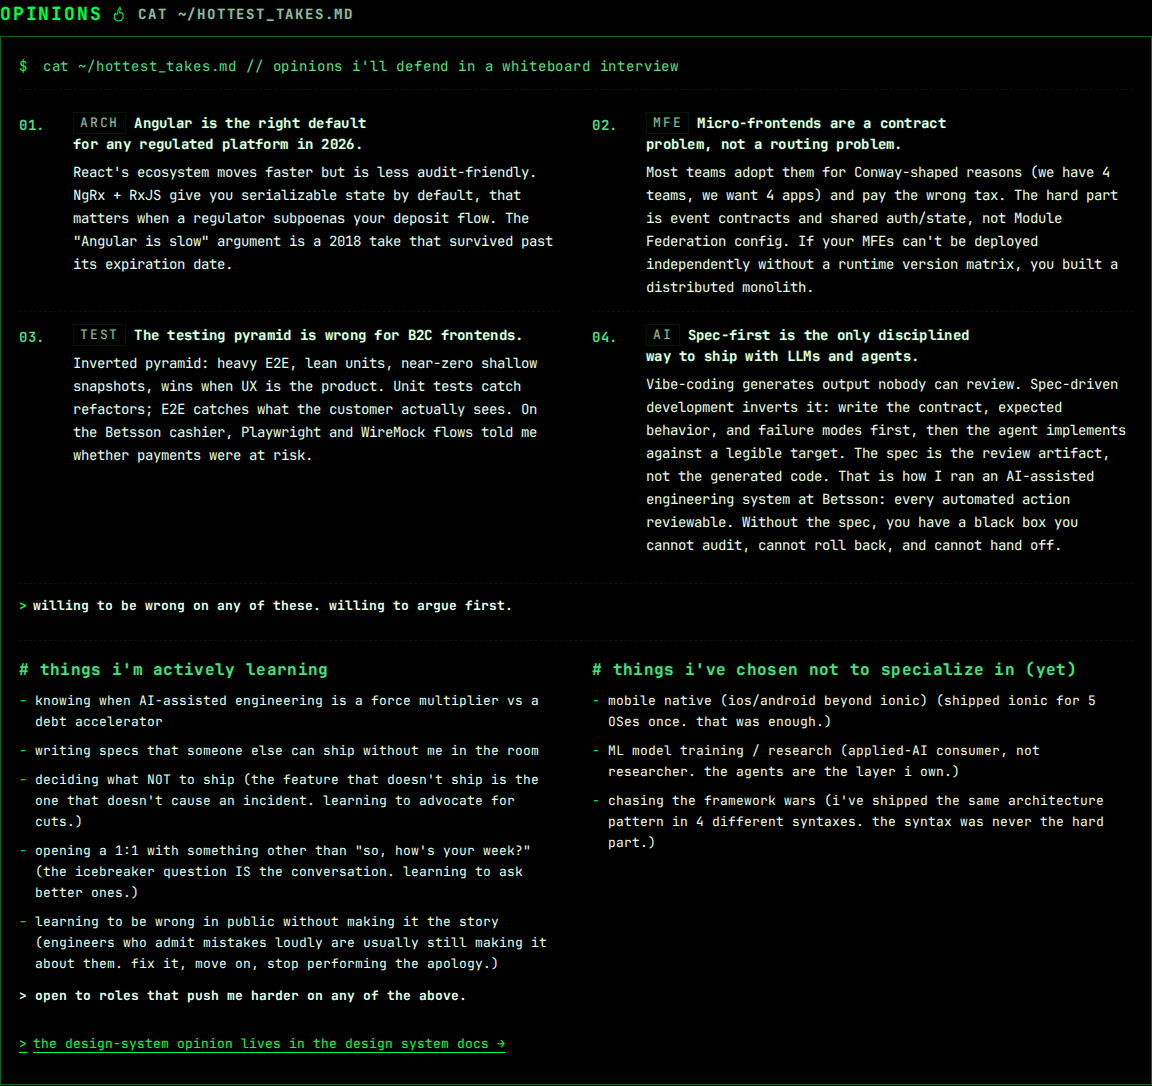 OPINIONS CAT ~/HOTTEST_TAKES.MD
$ cat ~/hottest_takes.md // opinions i'll defend in a whiteboard interview
01. ARCH Angular is the right default
for any regulated platform in 2026.
React's ecosystem moves faster but is less audit-friendly.
NgRx + RxJS give you serializable state by default, that
matters when a regulator subpoenas your deposit flow. The
"Angular is slow" argument is a 2018 take that survived past
its expiration date.
02. MFE Micro-frontends are a contract
problem, not a routing problem.
Most teams adopt them for Conway-shaped reasons (we have 4
teams, we want 4 apps) and pay the wrong tax. The hard part
is event contracts and shared auth/state, not Module
Federation config. If your MFEs can't be deployed
independently without a runtime version matrix, you built a
distributed monolith.
03. TEST The testing pyramid is wrong for B2C frontends.
Inverted pyramid: heavy E2E, lean units, near-zero shallow
snapshots, wins when UX is the product. Unit tests catch
refactors; E2E catches what the customer actually sees. On
the Betsson cashier, Playwright and WireMock flows told me
whether payments were at risk.
04. AI Spec-first is the only disciplined
way to ship with LLMs and agents.
Vibe-coding generates output nobody can review. Spec-driven
development inverts it: write the contract, expected
behavior, and failure modes first, then the agent implements
against a legible target. The spec is the review artifact,
not the generated code. That is how I ran an AI-assisted
engineering system at Betsson: every automated action
reviewable. Without the spec, you have a black box you
cannot audit, cannot roll back, and cannot hand off.
> willing to be wrong on any of these. willing to argue first.
# things i'm actively learning
- knowing when AI-assisted engineering is a force multiplier vs a
debt accelerator
- writing specs that someone else can ship without me in the room
- deciding what NOT to ship (the feature that doesn't ship is the
one that doesn't cause an incident. learning to advocate for
cuts.)
- opening a 1:1 with something other than "so, how's your week?"
(the icebreaker question IS the conversation. learning to ask
better ones.)
- learning to be wrong in public without making it the story
(engineers who admit mistakes loudly are usually still making it
about them. fix it, move on, stop performing the apology.)
> open to roles that push me harder on any of the above.
# things i've chosen not to specialize in (yet)
- mobile native (ios/android beyond ionic) (shipped ionic for 5
OSes once. that was enough.)
- ML model training / research (applied-AI consumer, not
researcher. the agents are the layer i own.)
- chasing the framework wars (i've shipped the same architecture
pattern in 4 different syntaxes. the syntax was never the hard
part.)
> the design-system opinion lives in the design system docs →